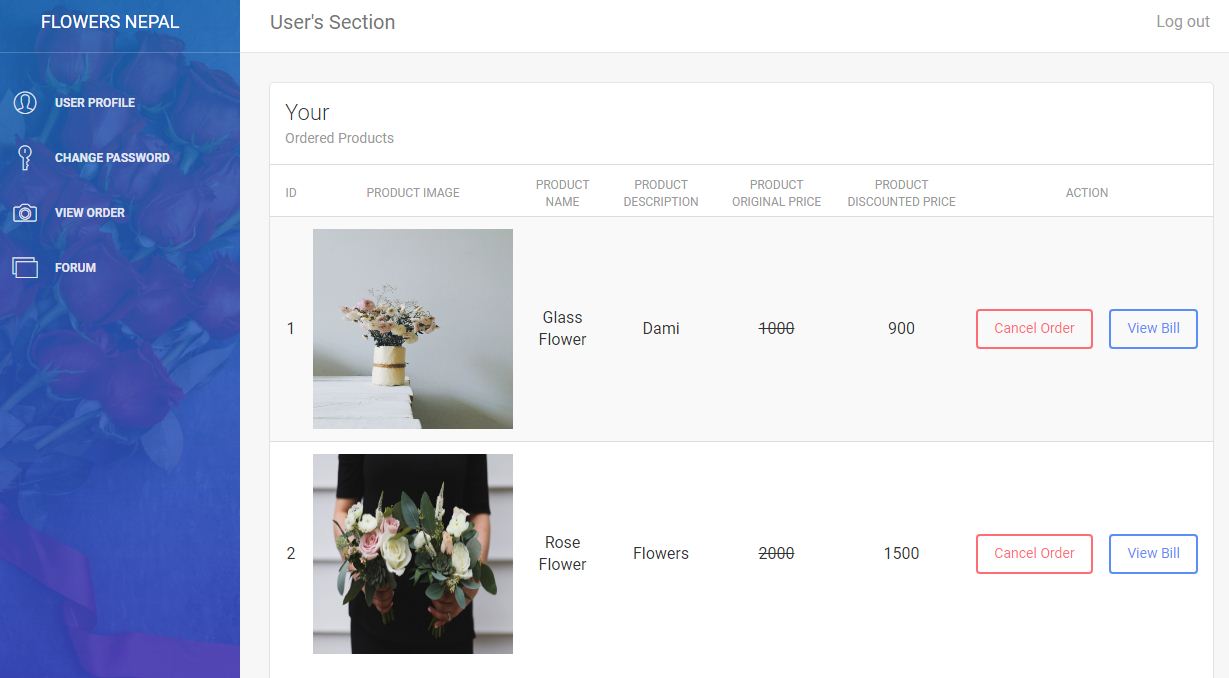 FLOWERS NEPAL
User's Section
Log out
USER PROFILE
CHANGE PASSWORD
VIEW ORDER
FORUM
Your
Ordered Products
ID
PRODUCT IMAGE
PRODUCT
NAME
PRODUCT
DESCRIPTION
PRODUCT
ORIGINAL PRICE
PRODUCT
DISCOUNTED PRICE
ACTION
1
Glass
Flower
Dami
1000
900
Cancel Order
View Bill
2
Rose
Flower
Flowers
2000
1500
Cancel Order
View Bill